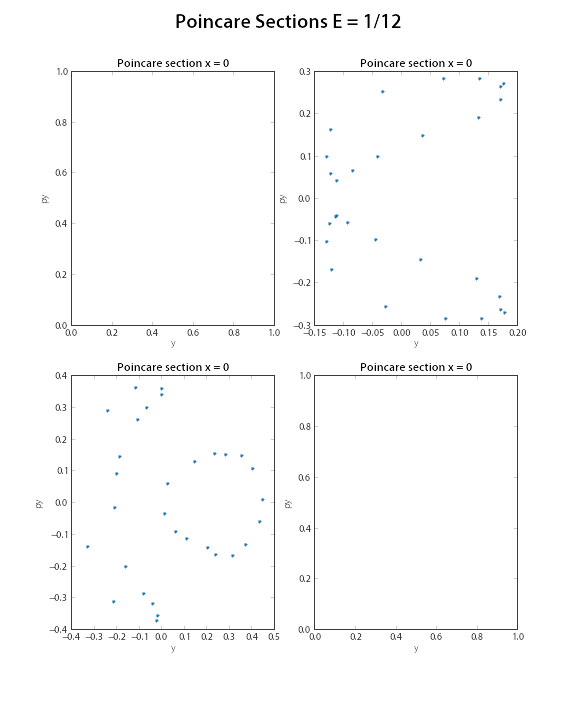 Poincare Sections E = 1/12
Poincare section x = 0
1.0
0.8
0.6
0.4
0.2
0.0
py
0.0 0.2 0.4 0.6 0.8 1.0
y
Poincare section x = 0
0.3
0.2
0.1
0.0
−0.1
−0.2
−0.3
py
−0.15 −0.10 −0.05 0.00 0.05 0.10 0.15 0.20
y
Poincare section x = 0
0.4
0.3
0.2
0.1
0.0
−0.1
−0.2
−0.3
−0.4
py
−0.4 −0.3 −0.2 −0.1 0.0 0.1 0.2 0.3 0.4 0.5
y
Poincare section x = 0
1.0
0.8
0.6
0.4
0.2
0.0
py
0.0 0.2 0.4 0.6 0.8 1.0
y